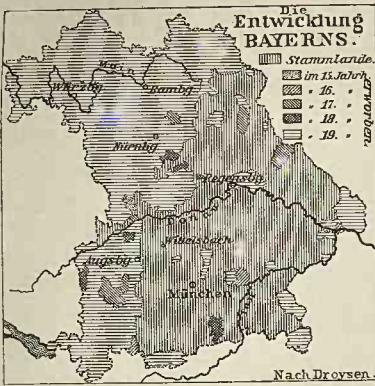 Die
Entwicklung
BAYERNS.
Stammlande.
im 15. Jahrh.
" 16. "
" 17. "
" 18. "
" 19. "
erworben.
Main
Würzbg
Bambg.
Nürnbg
Regensbg.
Donau
Wittelsbach
Augsbg
München
Nach Droysen.